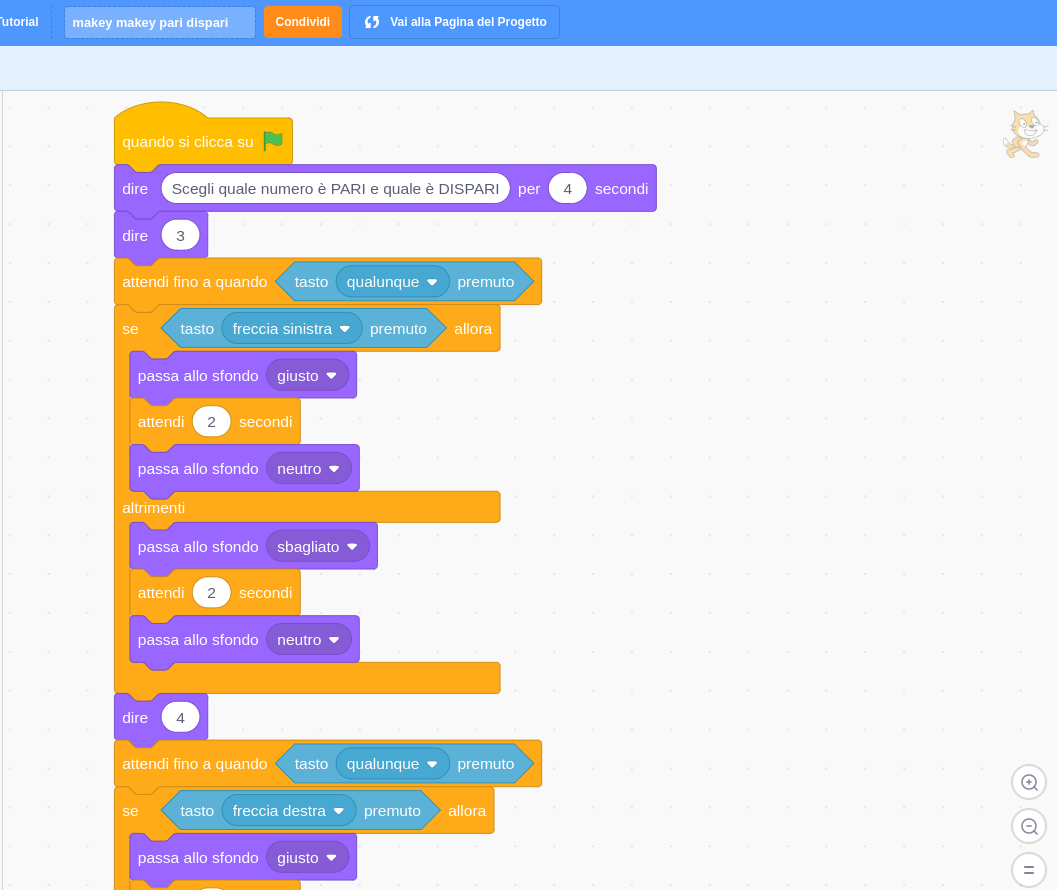 Tutorial makey makey pari dispari Condividi Vai alla Pagina del Progetto
quando si clicca su
dire Scegli quale numero è PARI e quale è DISPARI per 4 secondi
dire 3
attendi fino a quando tasto qualunque premuto
se tasto freccia sinistra premuto allora
passa allo sfondo giusto
attendi 2 secondi
passa allo sfondo neutro
altrimenti
passa allo sfondo sbagliato
attendi 2 secondi
passa allo sfondo neutro
dire 4
attendi fino a quando tasto qualunque premuto
se tasto freccia destra premuto allora
passa allo sfondo giusto